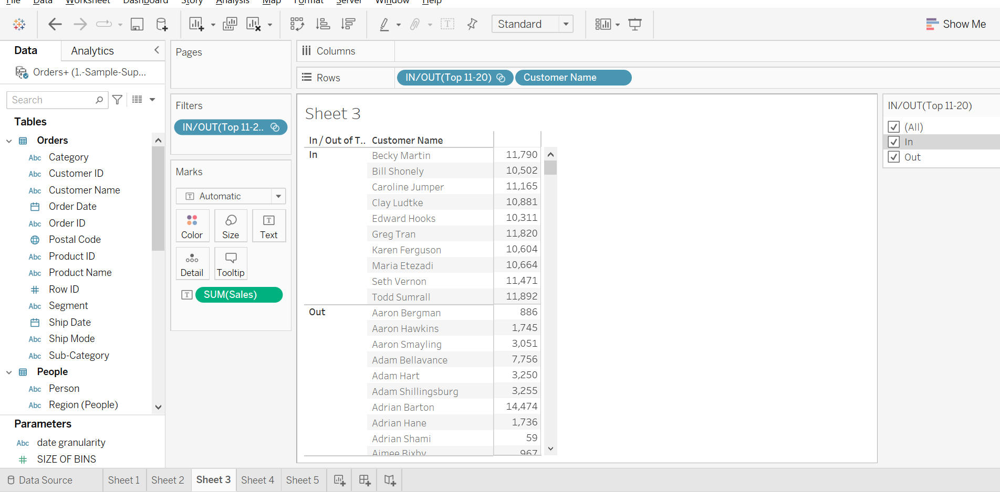 File Data Worksheet Dashboard Story Analysis Map Format Server Window Help
Standard
Show Me
Data Analytics
Orders+ (1.-Sample-Sup...
Search
Tables
Orders
Abc Category
Abc Customer ID
Abc Customer Name
Order Date
Abc Order ID
Postal Code
Abc Product ID
Abc Product Name
Row ID
Abc Segment
Ship Date
Abc Ship Mode
Abc Sub-Category
People
Abc Person
Abc Region (People)
Parameters
Abc date granularity
SIZE OF BINS
Pages
Filters
IN/OUT(Top 11-2..
Marks
T Automatic
Color Size T Text
Detail Tooltip
T SUM(Sales)
Columns
Rows IN/OUT(Top 11-20) Customer Name
Sheet 3
In / Out of T.. Customer Name
In Becky Martin 11,790
Bill Shonely 10,502
Caroline Jumper 11,165
Clay Ludtke 10,881
Edward Hooks 10,311
Greg Tran 11,820
Karen Ferguson 10,604
Maria Etezadi 10,664
Seth Vernon 11,471
Todd Sumrall 11,892
Out Aaron Bergman 886
Aaron Hawkins 1,745
Aaron Smayling 3,051
Adam Bellavance 7,756
Adam Hart 3,250
Adam Shillingsburg 3,255
Adrian Barton 14,474
Adrian Hane 1,736
Adrian Shami 59
Aimee Bixby 967
IN/OUT(Top 11-20)
(All)
In
Out
Data Source Sheet 1 Sheet 2 Sheet 3 Sheet 4 Sheet 5